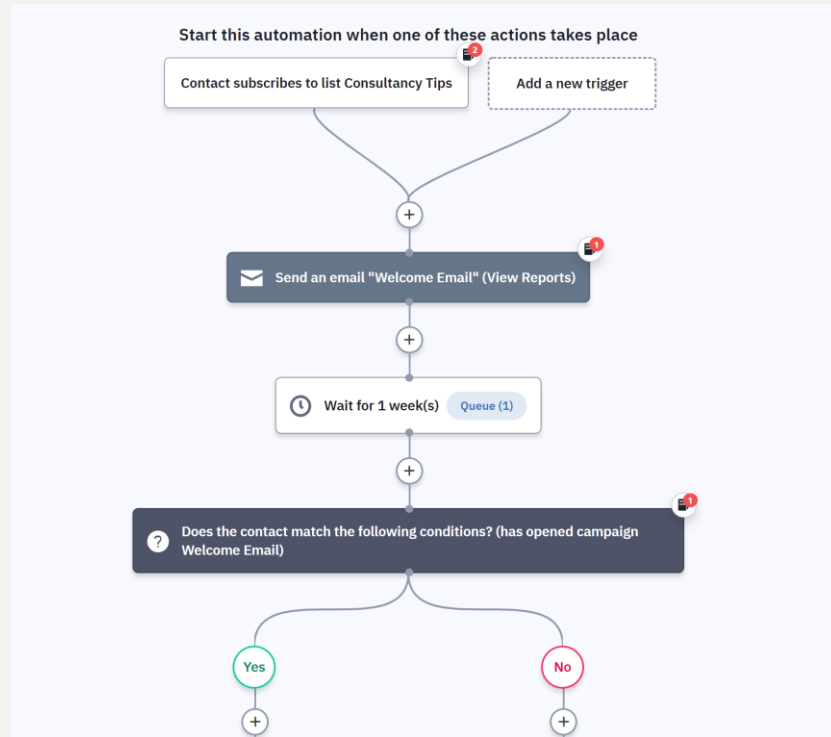 Start this automation when one of these actions takes place
2
Contact subscribes to list Consultancy Tips
Add a new trigger
+
1
Send an email "Welcome Email" (View Reports)
+
Wait for 1 week(s)
Queue (1)
+
1
?
Does the contact match the following conditions? (has opened campaign
Welcome Email)
Yes
No
+
+